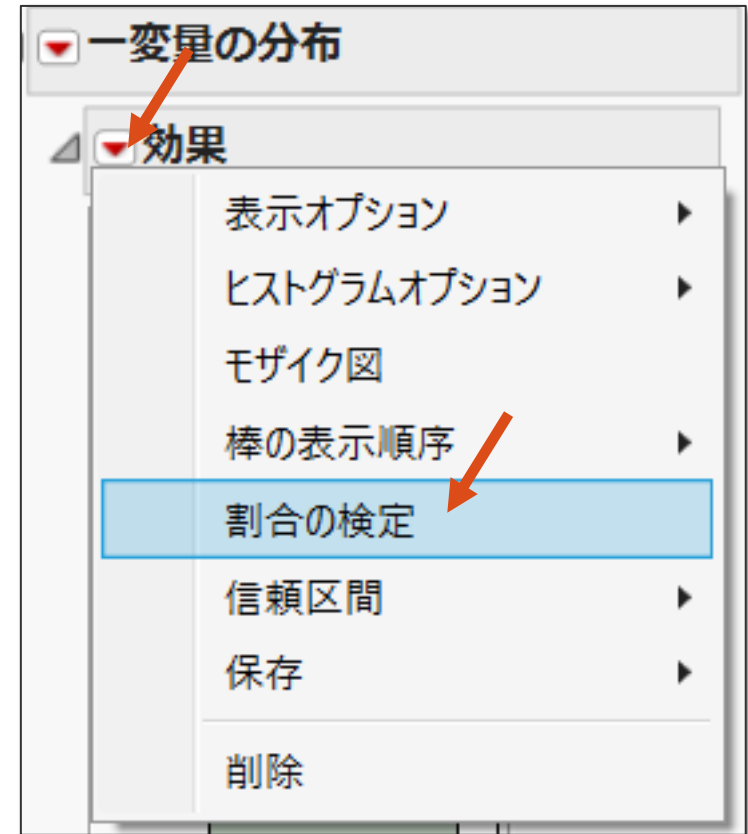 一変量の分布
効果
表示オプション
ヒストグラムオプション
モザイク図
棒の表示順序
割合の検定
信頼区間
保存
削除